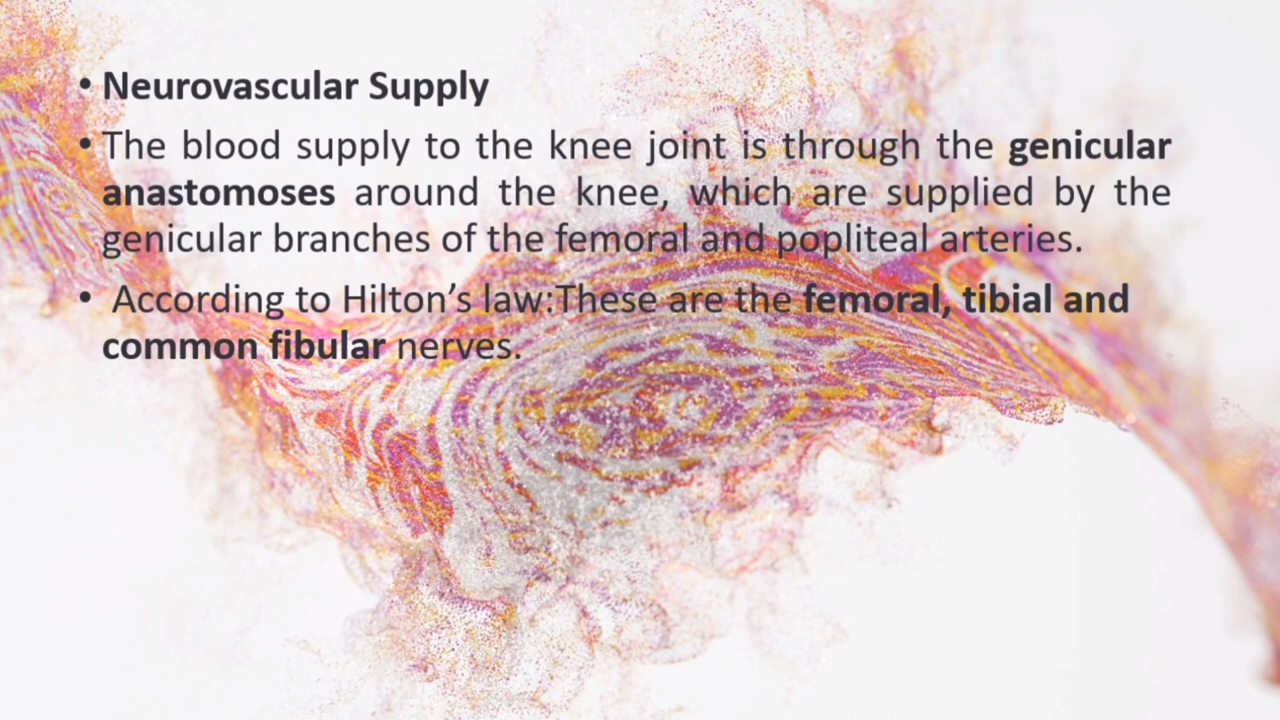 • Neurovascular Supply
• The blood supply to the knee joint is through the genicular
anastomoses around the knee, which are supplied by the
genicular branches of the femoral and popliteal arteries.
• According to Hilton’s law:These are the femoral, tibial and
common fibular nerves.